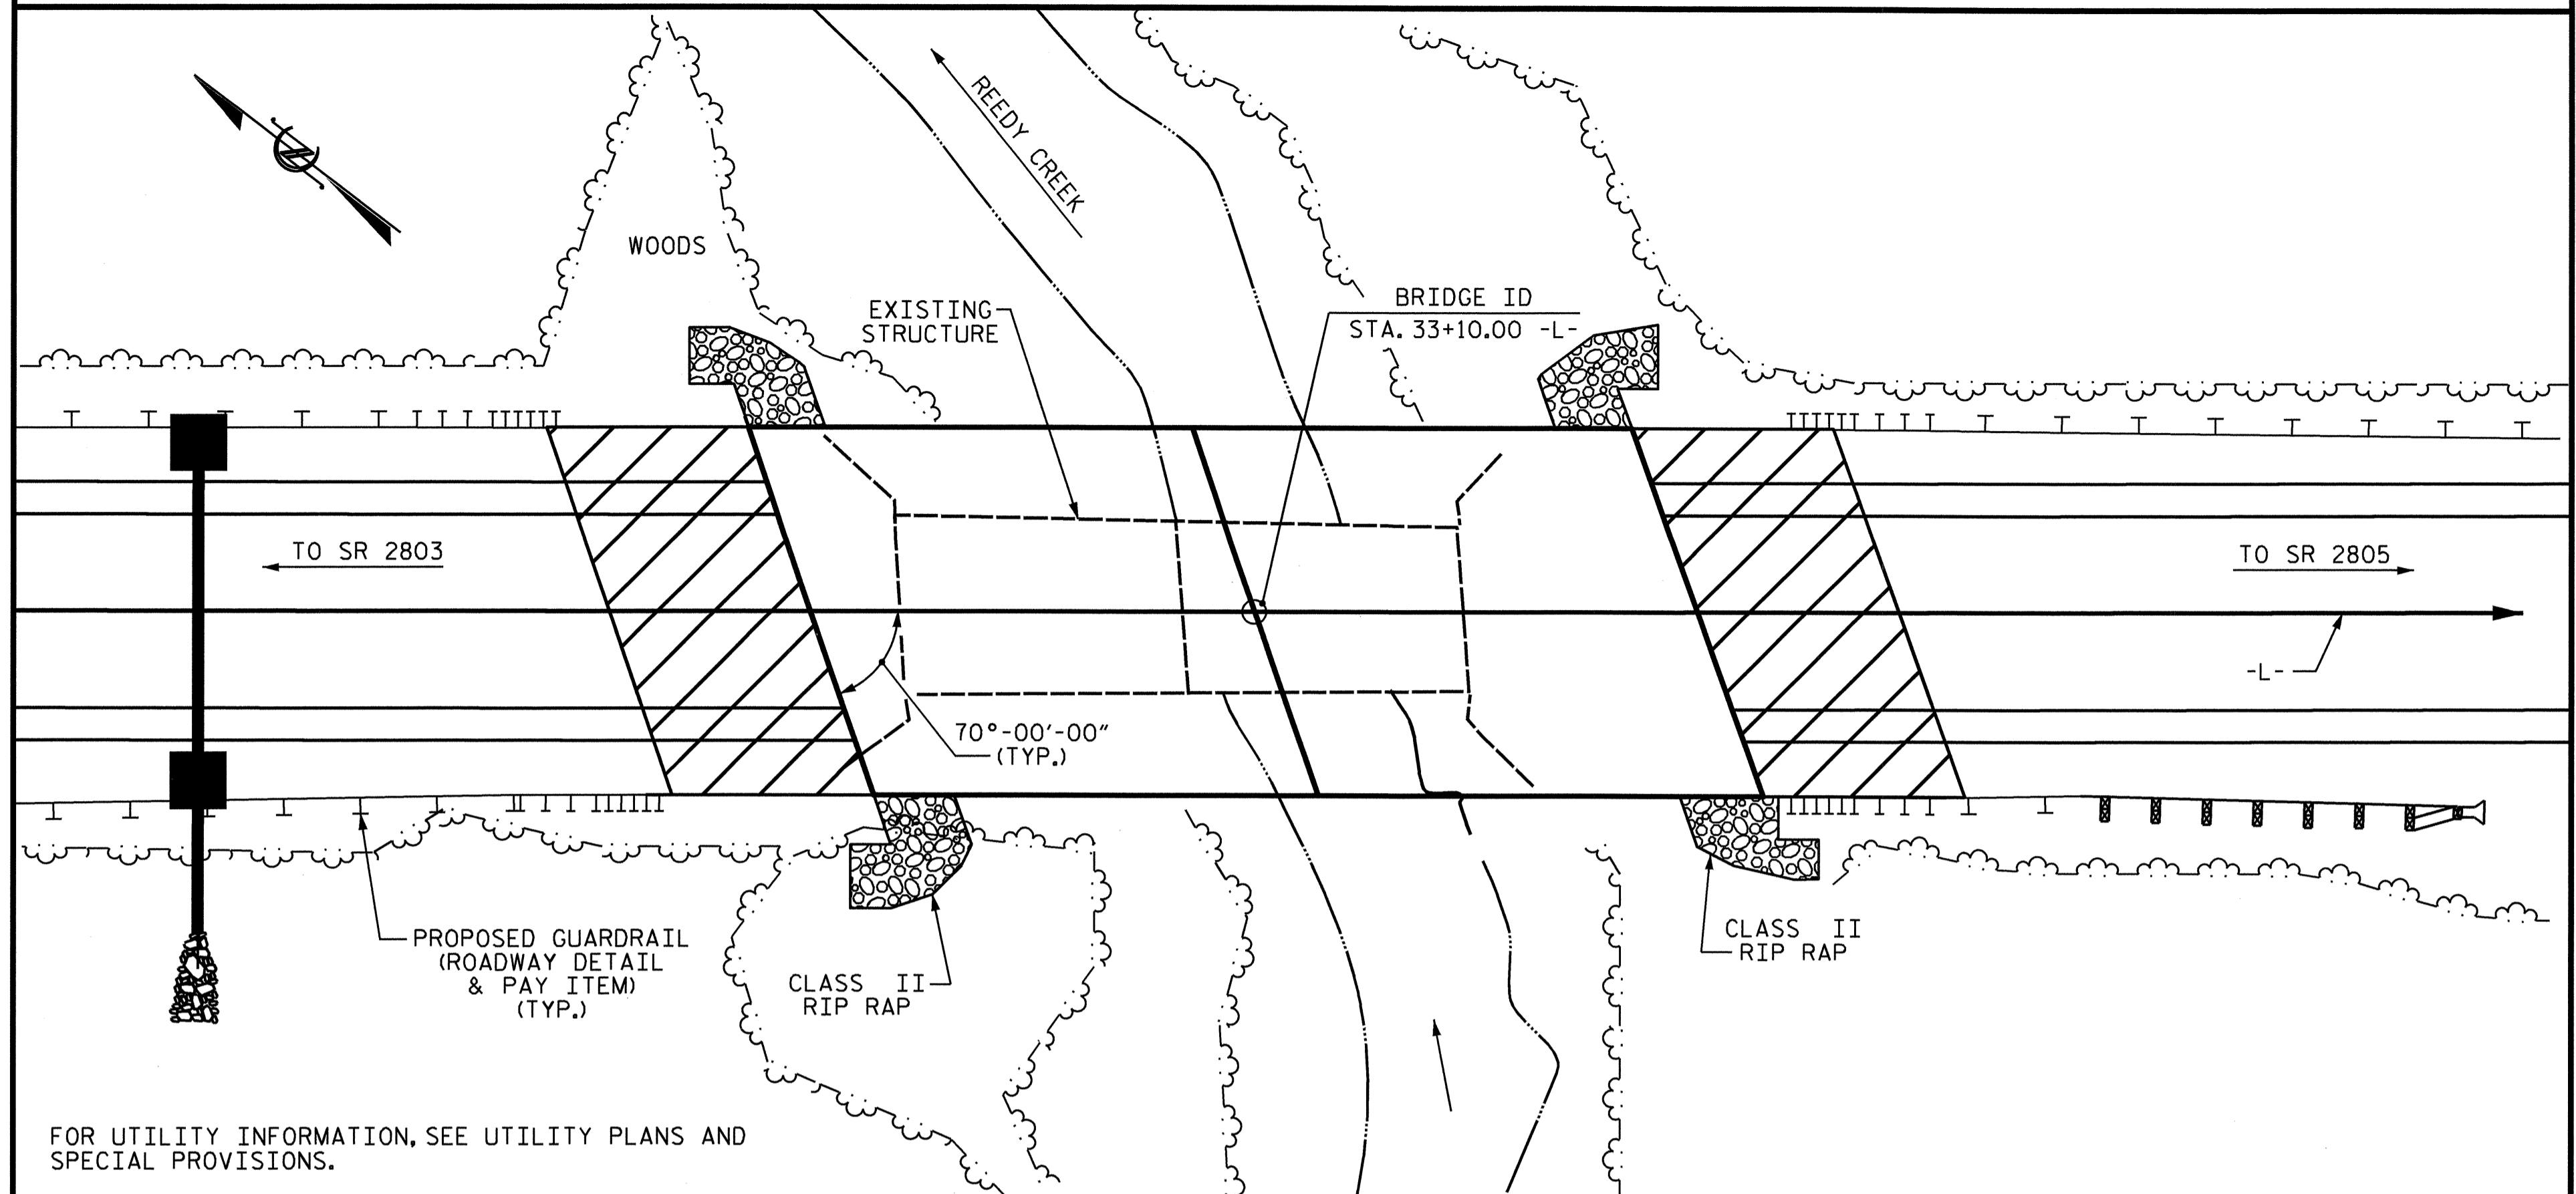 REEDY CREEK
WOODS
EXISTING
STRUCTURE
BRIDGE ID
STA. 33+10.00 -L-
TO SR 2803
TO SR 2805
-L-
70°-00'-00"
(TYP.)
PROPOSED GUARDRAIL
(ROADWAY DETAIL
& PAY ITEM)
(TYP.)
CLASS II
RIP RAP
CLASS II
RIP RAP
FOR UTILITY INFORMATION, SEE UTILITY PLANS AND
SPECIAL PROVISIONS.